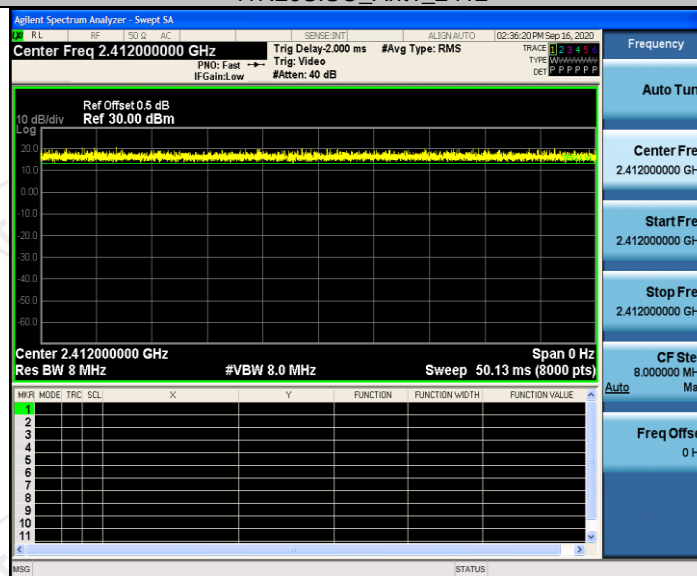 Agilent Spectrum Analyzer - Swept SA
RL RF 50 Ω AC SENSE:INT ALIGN AUTO 02:36:20 PM Sep 16, 2020
Center Freq 2.412000000 GHz
PNO: Fast
IFGain:Low
Trig Delay-2.000 ms
Trig: Video
#Atten: 40 dB
#Avg Type: RMS
TRACE 1 2 3 4 5 6
TYPE W
DET P P P P P P
Ref Offset 0.5 dB
10 dB/div Ref 30.00 dBm
Log
20.0
10.0
0.00
-10.0
-20.0
-30.0
-40.0
-50.0
-60.0
Center 2.412000000 GHz Span 0 Hz
Res BW 8 MHz #VBW 8.0 MHz Sweep 50.13 ms (8000 pts)
MKR MODE TRC SCL X Y FUNCTION FUNCTION WIDTH FUNCTION VALUE
1
2
3
4
5
6
7
8
9
10
11
MSG STATUS
Frequency
Auto Tun
Center Fre
2.412000000 GH
Start Fre
2.412000000 GH
Stop Fre
2.412000000 GH
CF Ste
8.000000 MH
Auto Ma
Freq Offse
0 H